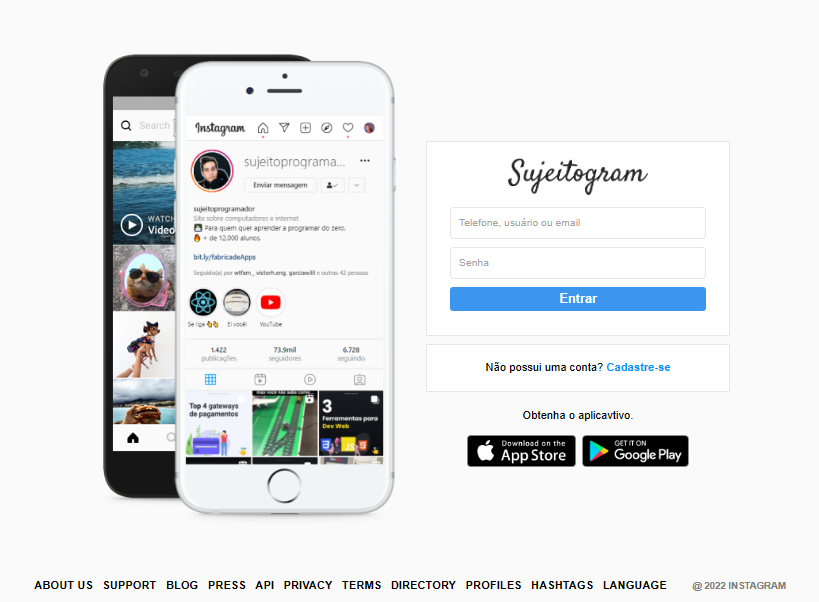 Search
WATCH
Video
Instagram
sujeitoprograma...
Enviar mensagem
sujeitoprogramador
Site sobre computadores e internet
Para quem quer aprender a programar do zero.
+ de 12.000 alunos.
bit.ly/fabricadeApps
Seguido(a) por wtfam_, victorh.eng, garciawill e outras 42 pessoas
Se liga
Ei você!
YouTube
1.422
publicações
73.9mil
seguidores
6.728
seguindo
Top 4 gateways
de pagamentos
mas você sabe como
3
Ferramentas para
Dev Web
Sujeitogram
Telefone, usuário ou email
Senha
Entrar
Não possui uma conta? Cadastre-se
Obtenha o aplicavtivo.
Download on the
App Store
GET IT ON
Google Play
ABOUT US SUPPORT BLOG PRESS API PRIVACY TERMS DIRECTORY PROFILES HASHTAGS LANGUAGE @ 2022 INSTAGRAM